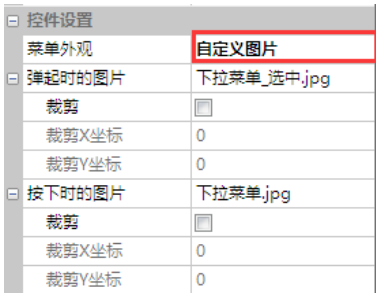 控件设置
菜单外观 自定义图片
弹起时的图片 下拉菜单_选中.jpg
裁剪
裁剪X坐标 0
裁剪Y坐标 0
按下时的图片 下拉菜单.jpg
裁剪
裁剪X坐标 0
裁剪Y坐标 0